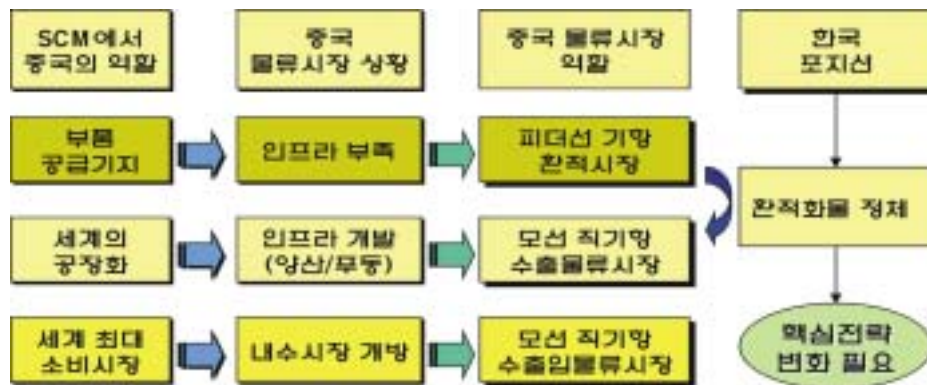 SCM에서
중국의 역활
중국
물류시장 상황
중국 물류시장
역활
한국
포지션
부품
공급기지
인프라 부족
피더선 기항
환적시장
세계의
공장화
인프라 개발
(양산/푸동)
모선 직기항
수출물류시장
환적화물 정체
세계 최대
소비시장
내수시장 개방
모선 직기항
수출입물류시장
핵심전략
변화 필요